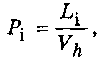 P_i = L_i / V_h ,